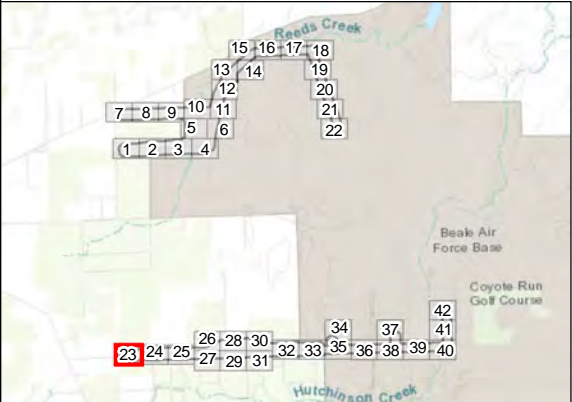 Reeds Creek
15 16 17 18
13 14 19
12 20
7 8 9 10 11 21
5 6 22
1 2 3 4
Beale Air
Force Base
Coyote Run
Golf Course
42
34 37 41
26 28 30
23 24 25 32 33 35 36 38 39 40
27 29 31
Hutchinson Creek